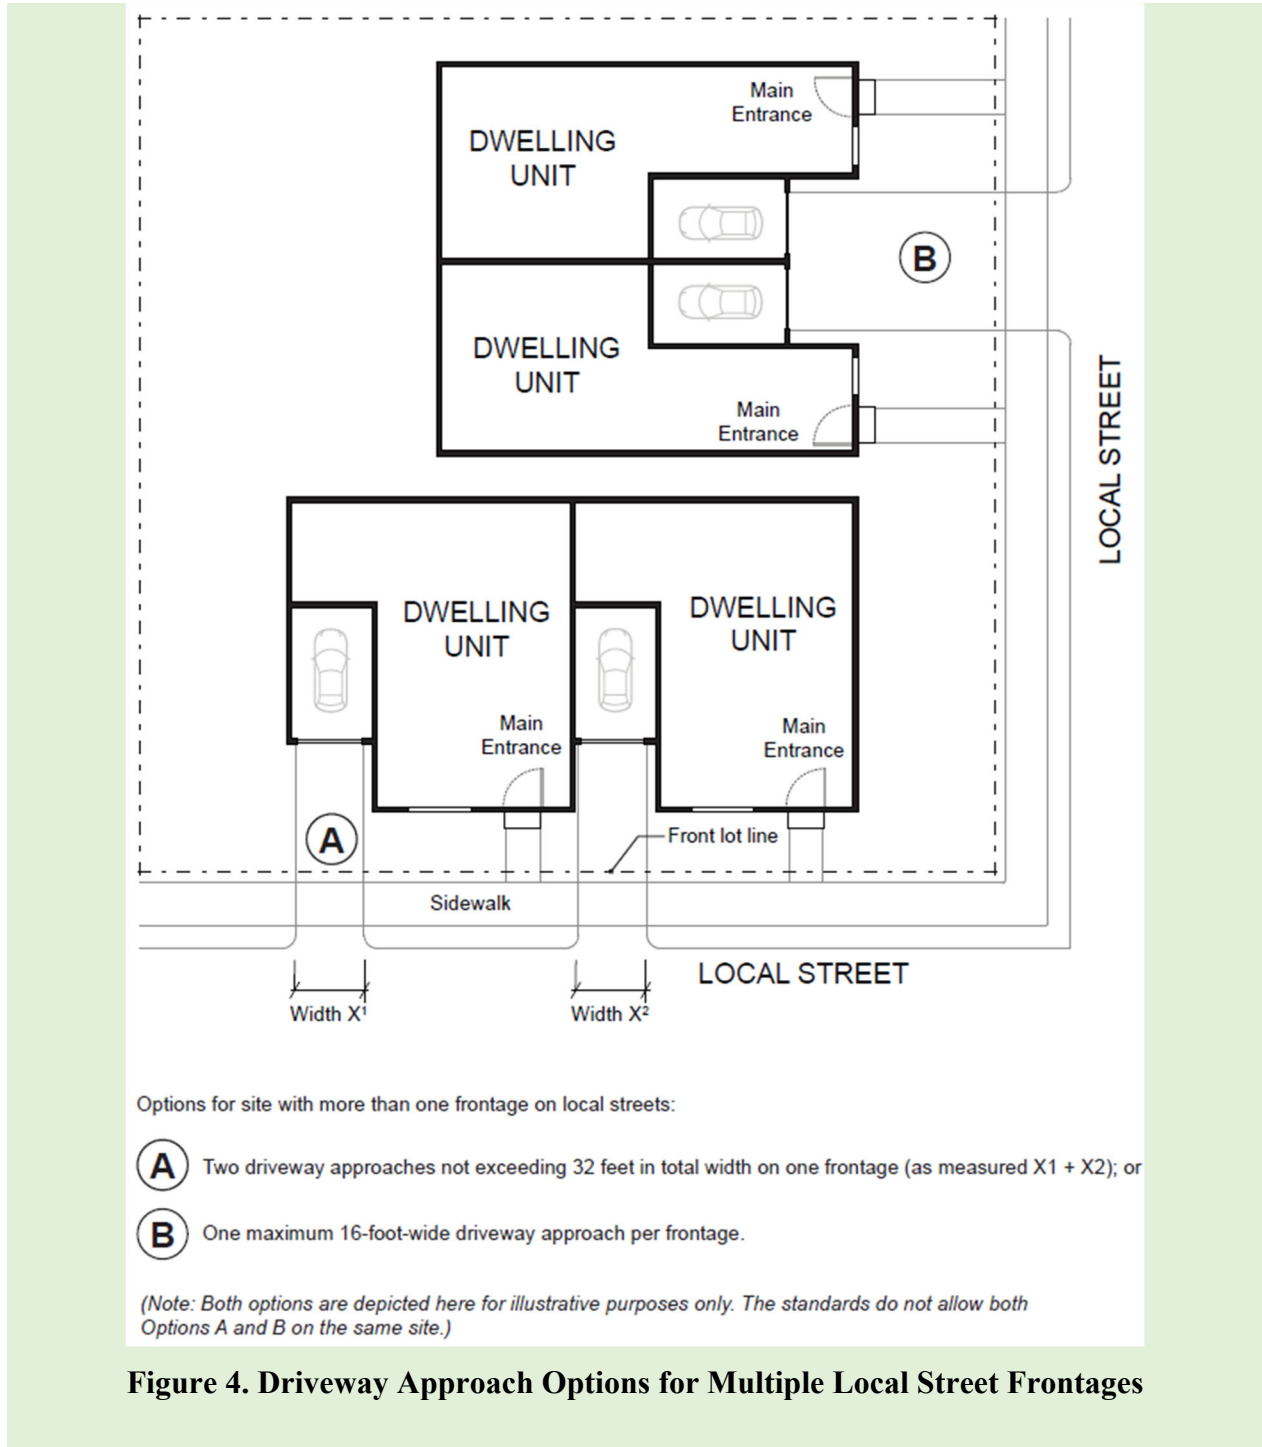 Main
Entrance
DWELLING
UNIT
B
DWELLING
UNIT
Main
Entrance
LOCAL STREET
DWELLING
UNIT
DWELLING
UNIT
Main
Entrance
Main
Entrance
A
Front lot line
Sidewalk
LOCAL STREET
Width X¹
Width X²
Options for site with more than one frontage on local streets:
A Two driveway approaches not exceeding 32 feet in total width on one frontage (as measured X1 + X2); or
B One maximum 16-foot-wide driveway approach per frontage.
(Note: Both options are depicted here for illustrative purposes only. The standards do not allow both
Options A and B on the same site.)
Figure 4. Driveway Approach Options for Multiple Local Street Frontages